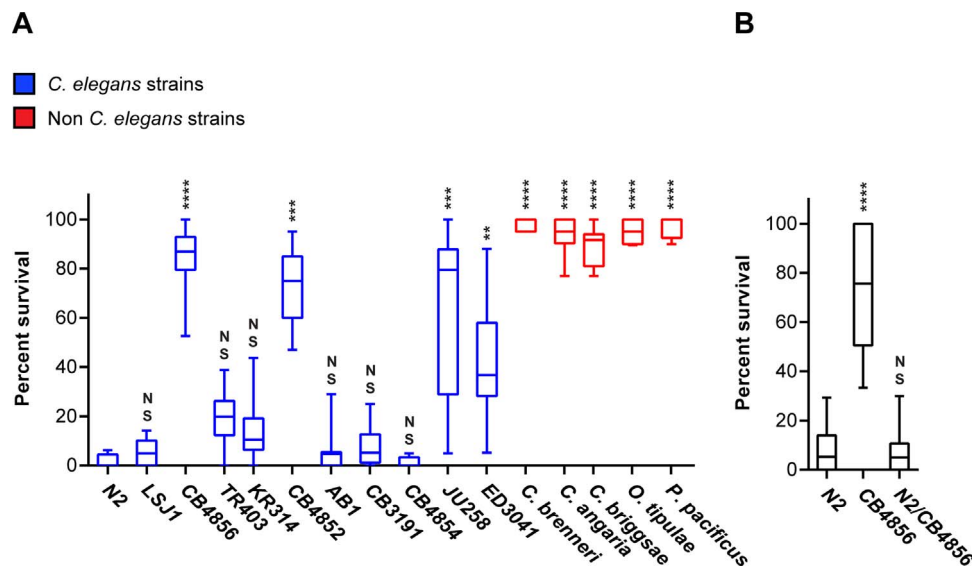 A
B
C. elegans strains
Non C. elegans strains
Percent survival
100
80
60
40
20
0
NS
****
NS
NS
***
NS
NS
NS
***
**
****
****
****
****
****
N2
LSJ1
CB4856
TR403
KR314
CB4852
AB1
CB3191
CB4854
JU258
ED3041
C. brenneri
C. angaria
C. briggsae
O. tipulae
P. pacificus
Percent survival
100
80
60
40
20
0
****
NS
N2
CB4856
N2/CB4856